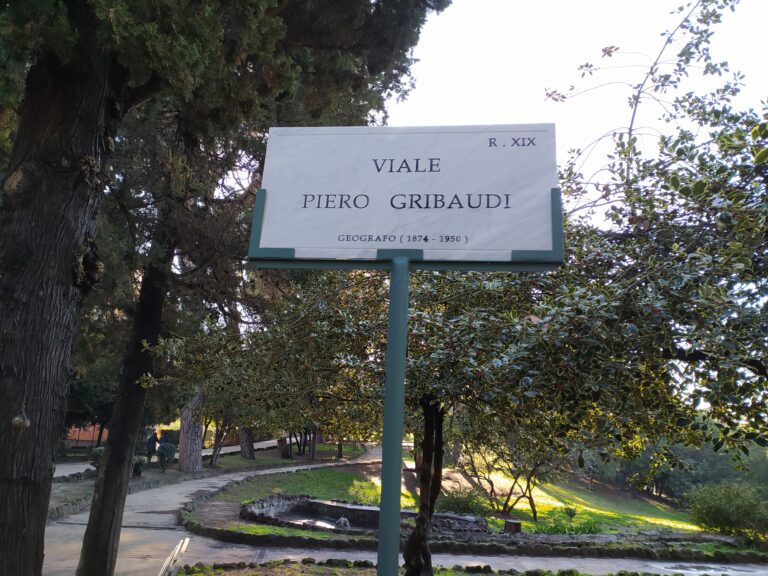 R . XIX
VIALE
PIERO GRIBAUDI
GEOGRAFO ( 1874 - 1950 )